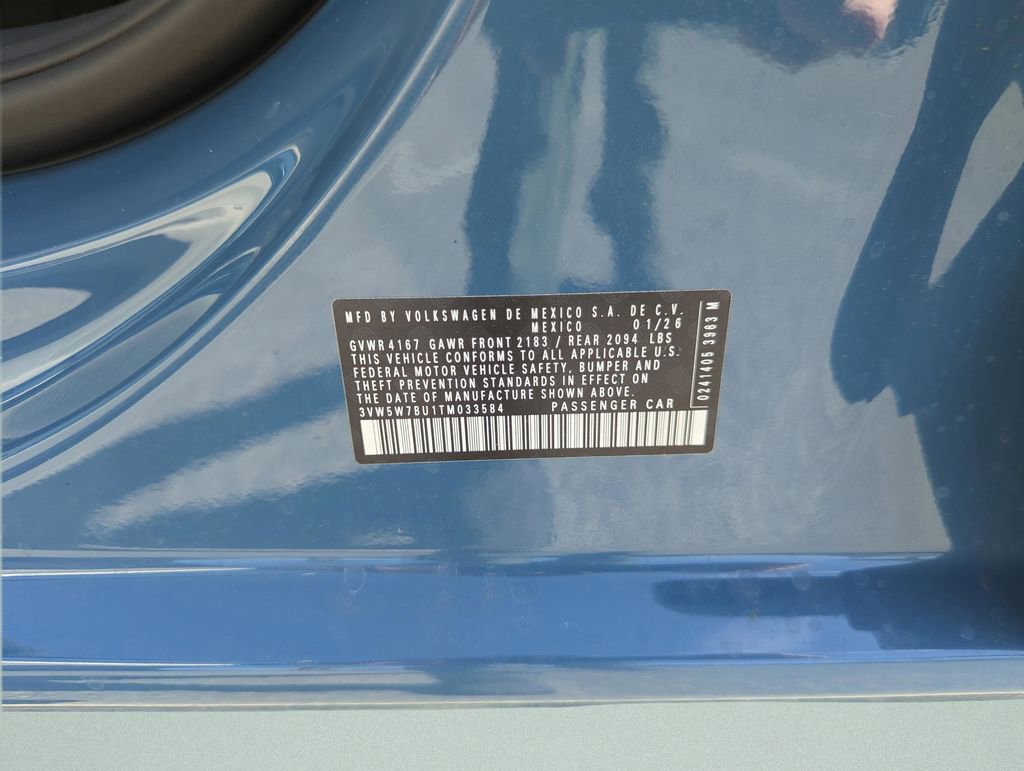 MFD BY VOLKSWAGEN DE MEXICO S.A. DE C.V.
MEXICO 01/26
GVWR 4167 GAWR FRONT 2183 / REAR 2094 LBS
THIS VEHICLE CONFORMS TO ALL APPLICABLE U.S.
FEDERAL MOTOR VEHICLE SAFETY, BUMPER AND
THEFT PREVENTION STANDARDS IN EFFECT ON
THE DATE OF MANUFACTURE SHOWN ABOVE.
3VW5W7BU1TM033584 PASSENGER CAR
0241406 3963 M